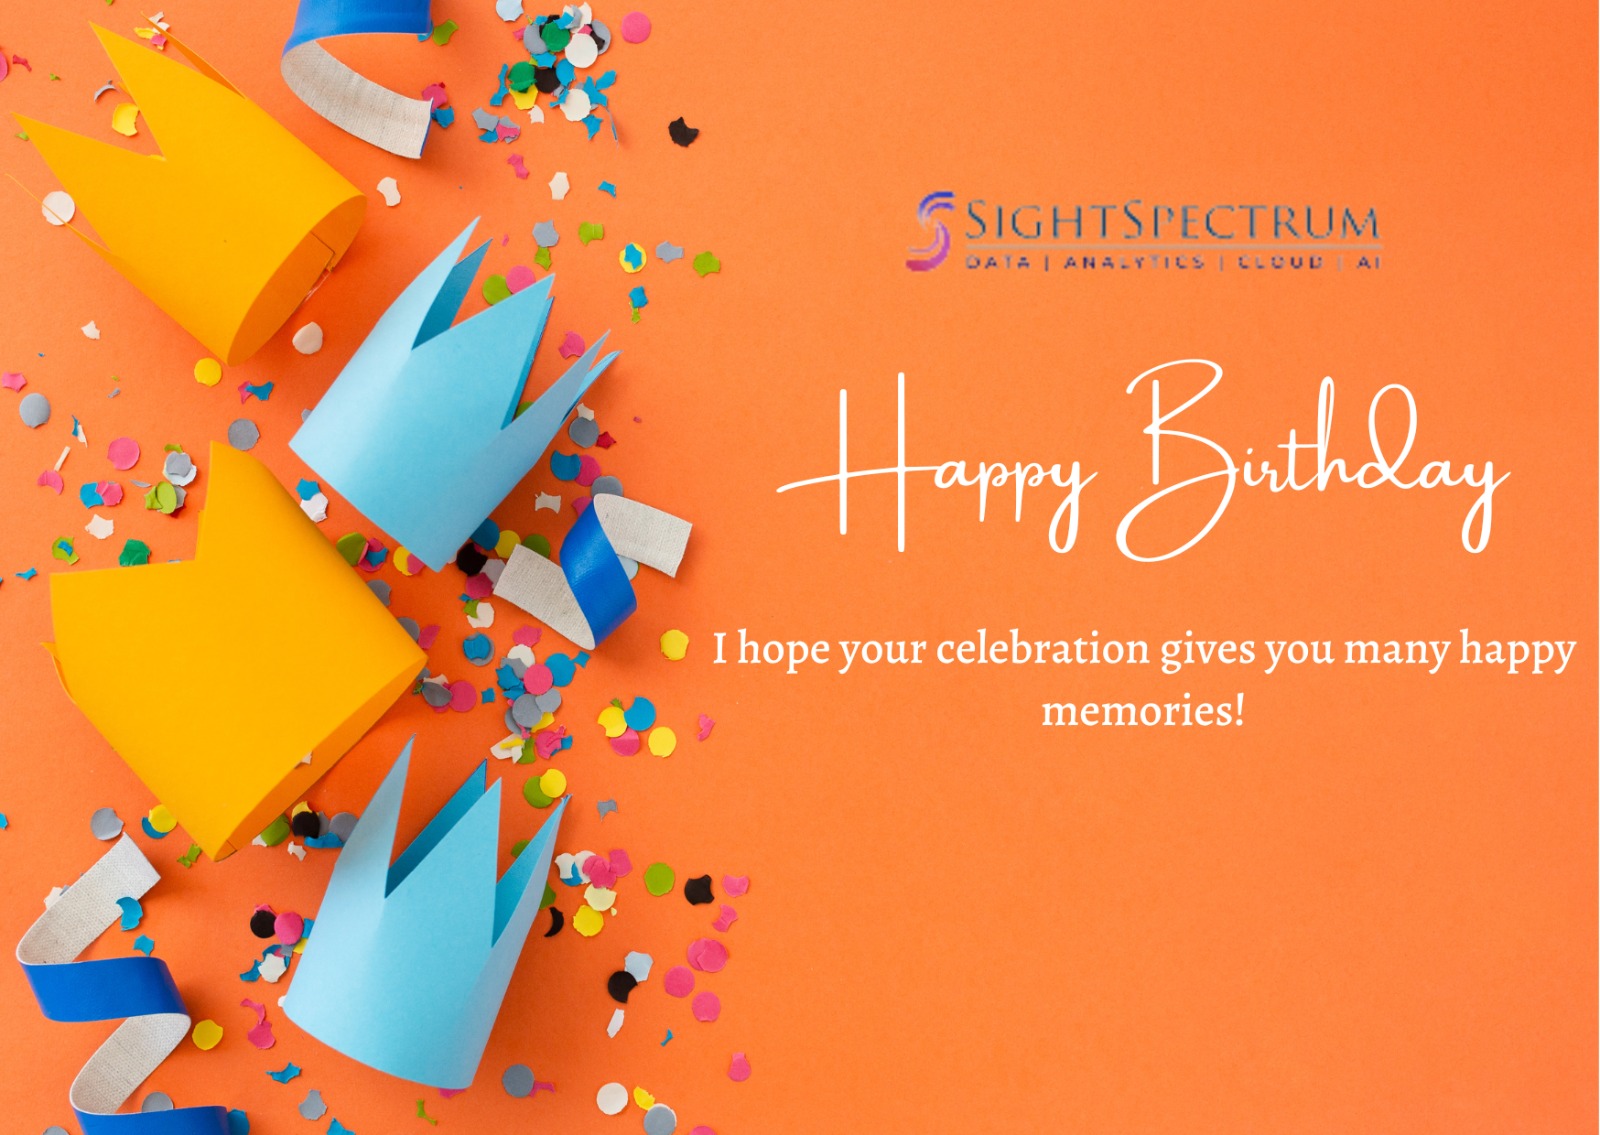 SIGHTSPECTRUM
DATA | ANALYTICS | CLOUD | AI
Happy Birthday
I hope your celebration gives you many happy
memories!